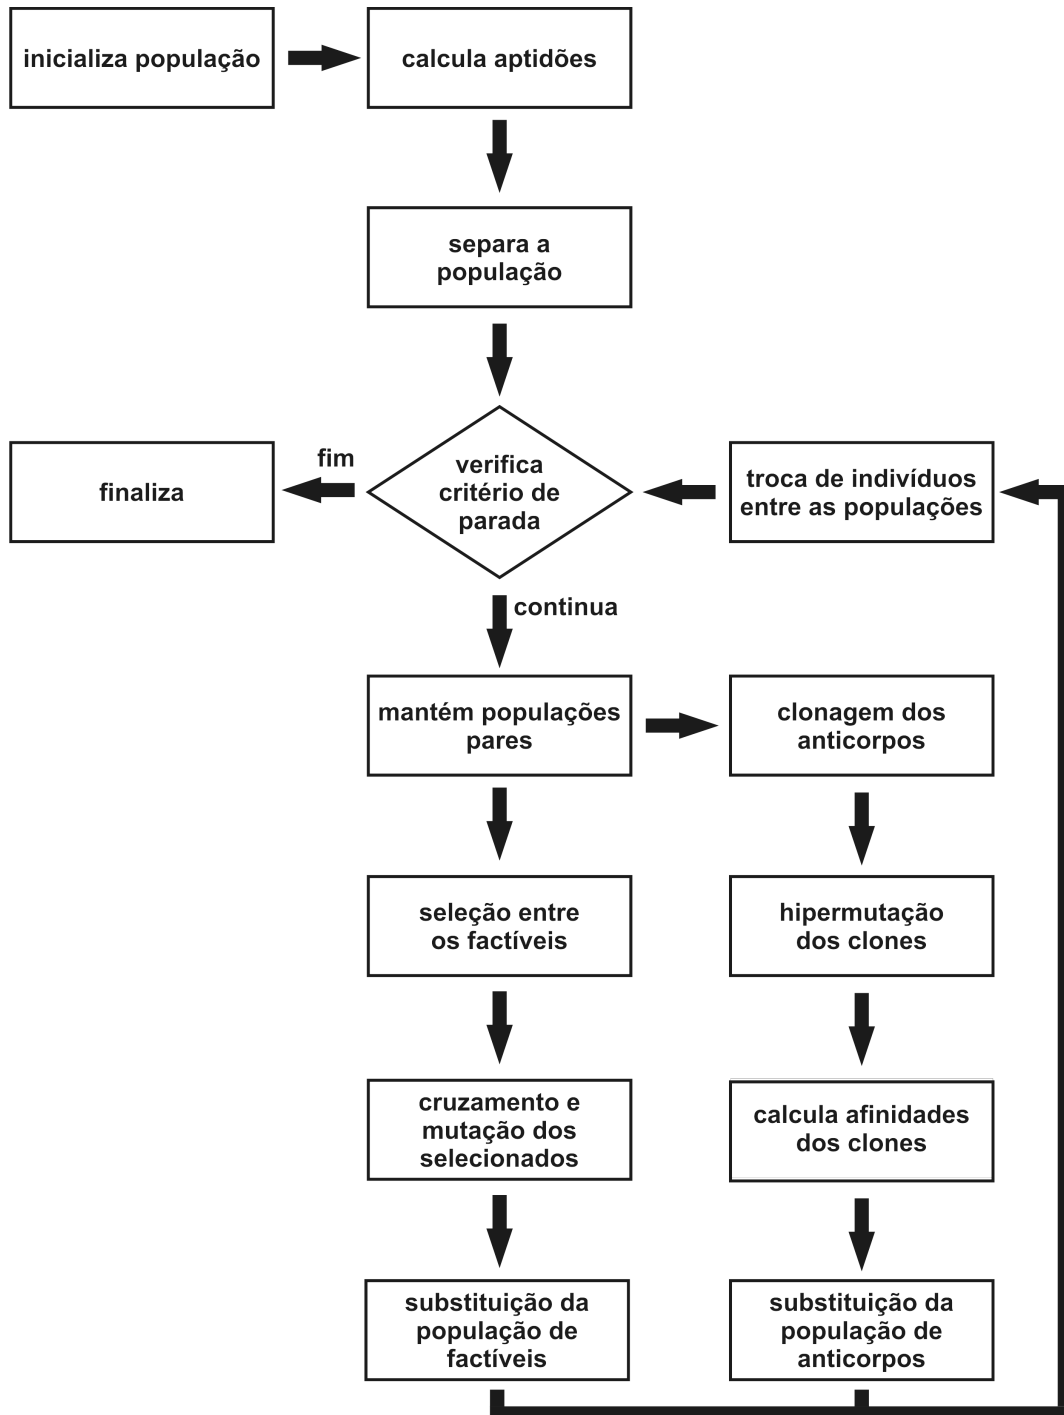 inicializa população
calcula aptidões
separa a
população
fim
finaliza
verifica
critério de
parada
troca de indivíduos
entre as populações
continua
mantém populações
pares
clonagem dos
anticorpos
seleção entre
os factíveis
hipermutação
dos clones
cruzamento e
mutação dos
selecionados
calcula afinidades
dos clones
substituição da
população de
factíveis
substituição da
população de
anticorpos